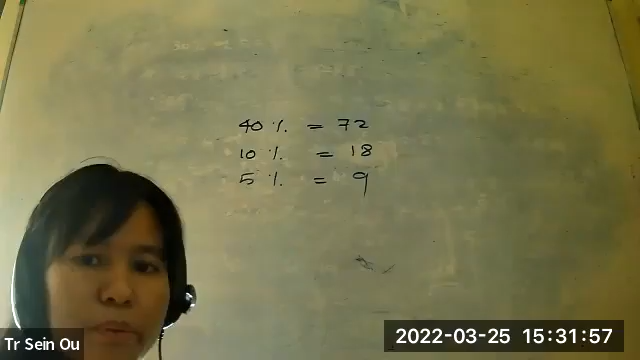 40 % = 72
10 % = 18
5 % = 9
Tr Sein Ou
2022-03-25 15:31:57